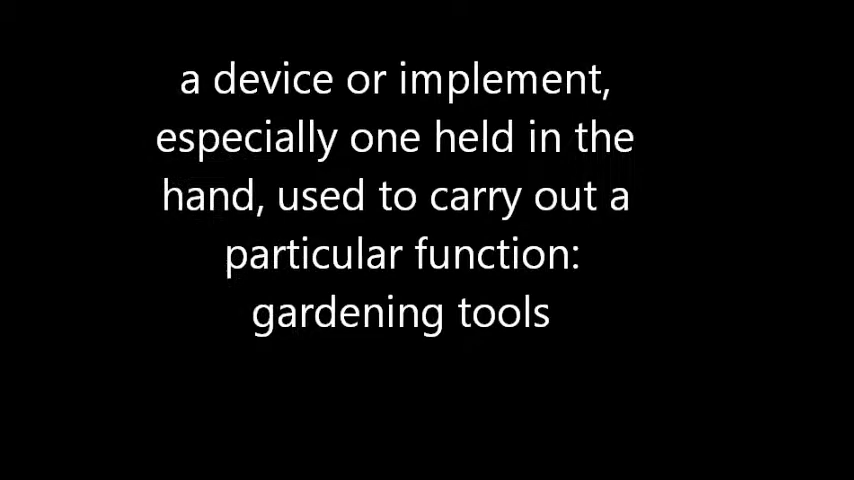 a device or implement,
especially one held in the
hand, used to carry out a
particular function:
gardening tools